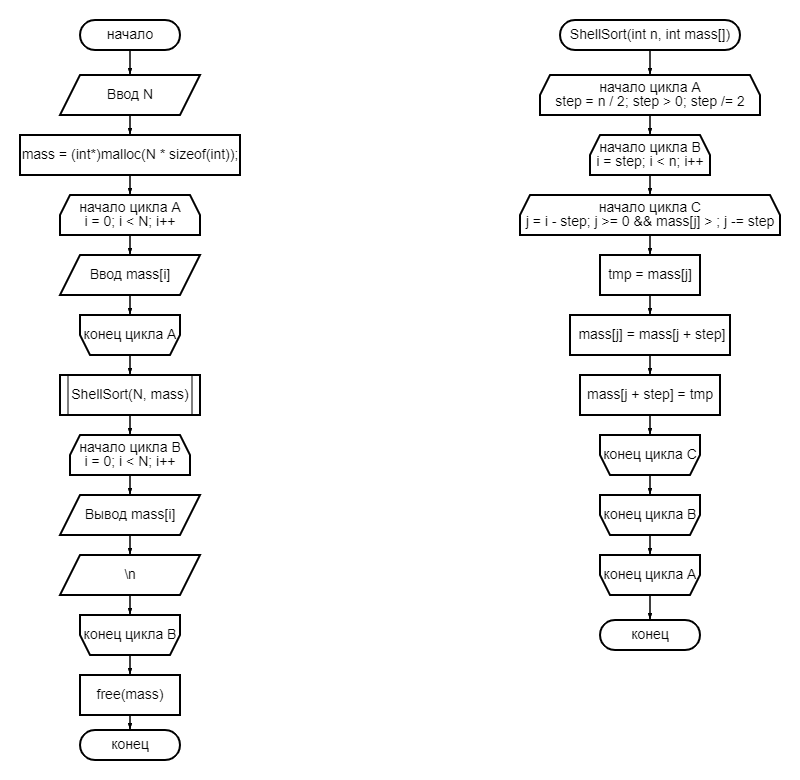 начало
Ввод N
mass = (int*)malloc(N * sizeof(int));
начало цикла A
i = 0; i < N; i++
Ввод mass[i]
конец цикла A
ShellSort(N, mass)
начало цикла B
i = 0; i < N; i++
Вывод mass[i]
\n
конец цикла B
free(mass)
конец
ShellSort(int n, int mass[])
начало цикла A
step = n / 2; step > 0; step /= 2
начало цикла B
i = step; i < n; i++
начало цикла C
j = i - step; j >= 0 && mass[j] > ; j -= step
tmp = mass[j]
mass[j] = mass[j + step]
mass[j + step] = tmp
конец цикла C
конец цикла B
конец цикла A
конец